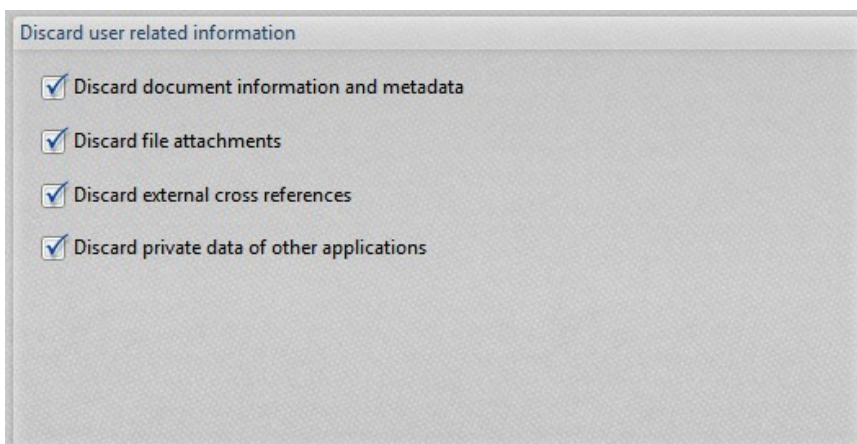 Discard user related information
Discard document information and metadata
Discard file attachments
Discard external cross references
Discard private data of other applications